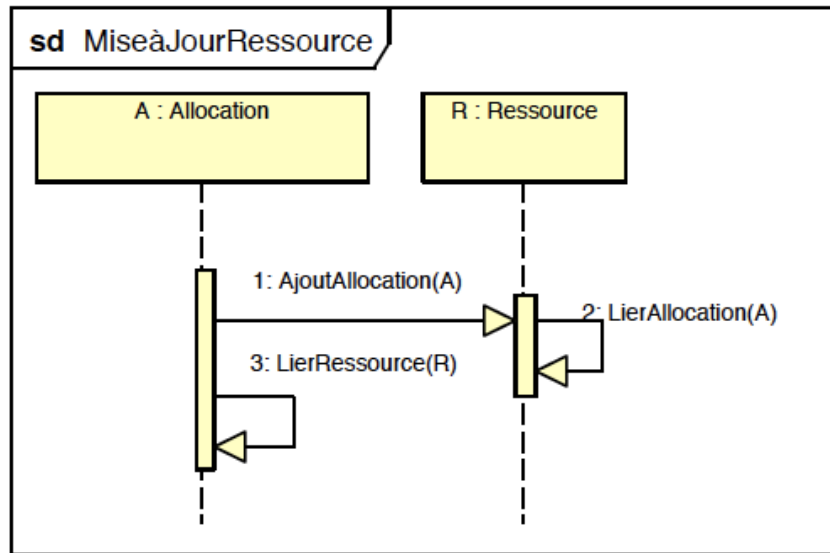 sd MiseàJourRessource
A : Allocation
R : Ressource
1: AjoutAllocation(A)
2: LierAllocation(A)
3: LierRessource(R)